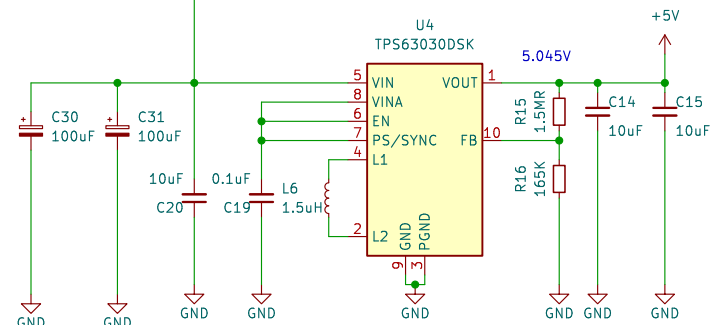 +5V
U4
TPS63030DSK
5.045V
5 VIN VOUT 1
8 VINA
6 EN
7 PS/SYNC FB 10
4 L1
2 L2
GND PGND
9 3
C30
100uF
C31
100uF
10uF
C20
0.1uF
C19
L6
1.5uH
R15
1.5MR
R16
165K
C14
10uF
C15
10uF
GND
GND
GND
GND
GND
GND
GND
GND
+
+